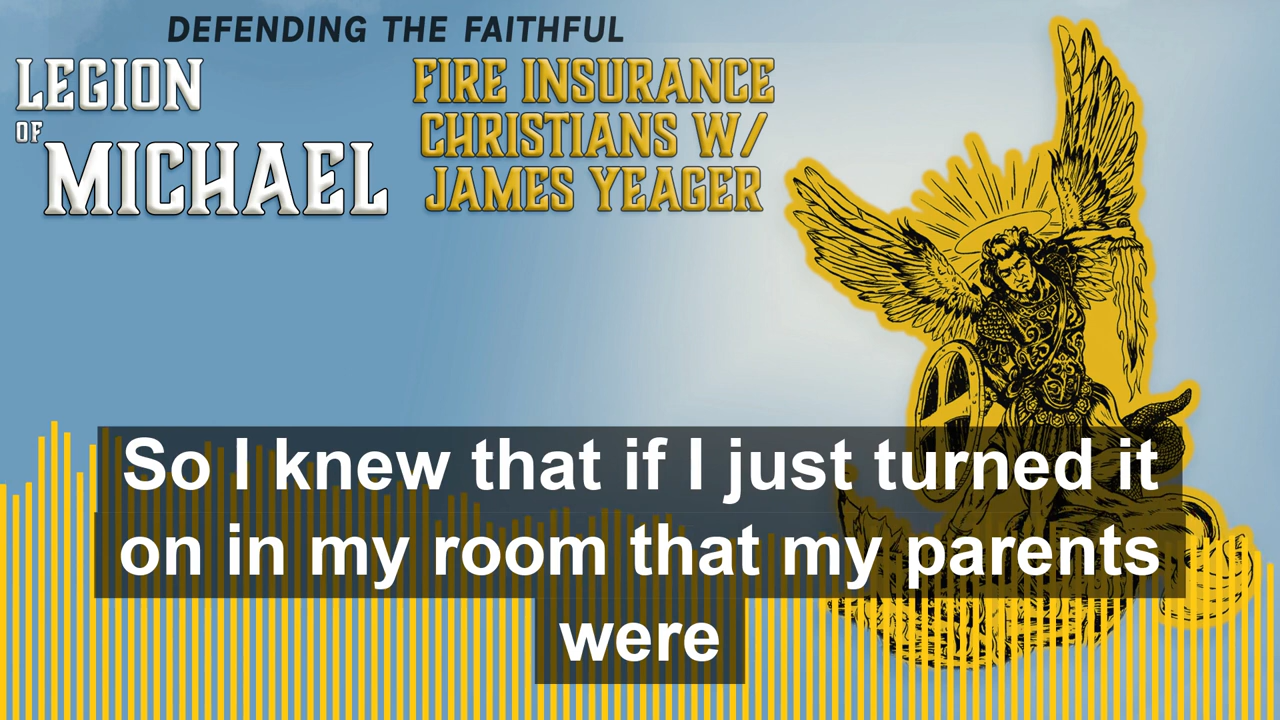 DEFENDING THE FAITHFUL
LEGION
OF
MICHAEL
FIRE INSURANCE
CHRISTIANS W/
JAMES YEAGER
So I knew that if I just turned it
on in my room that my parents
were